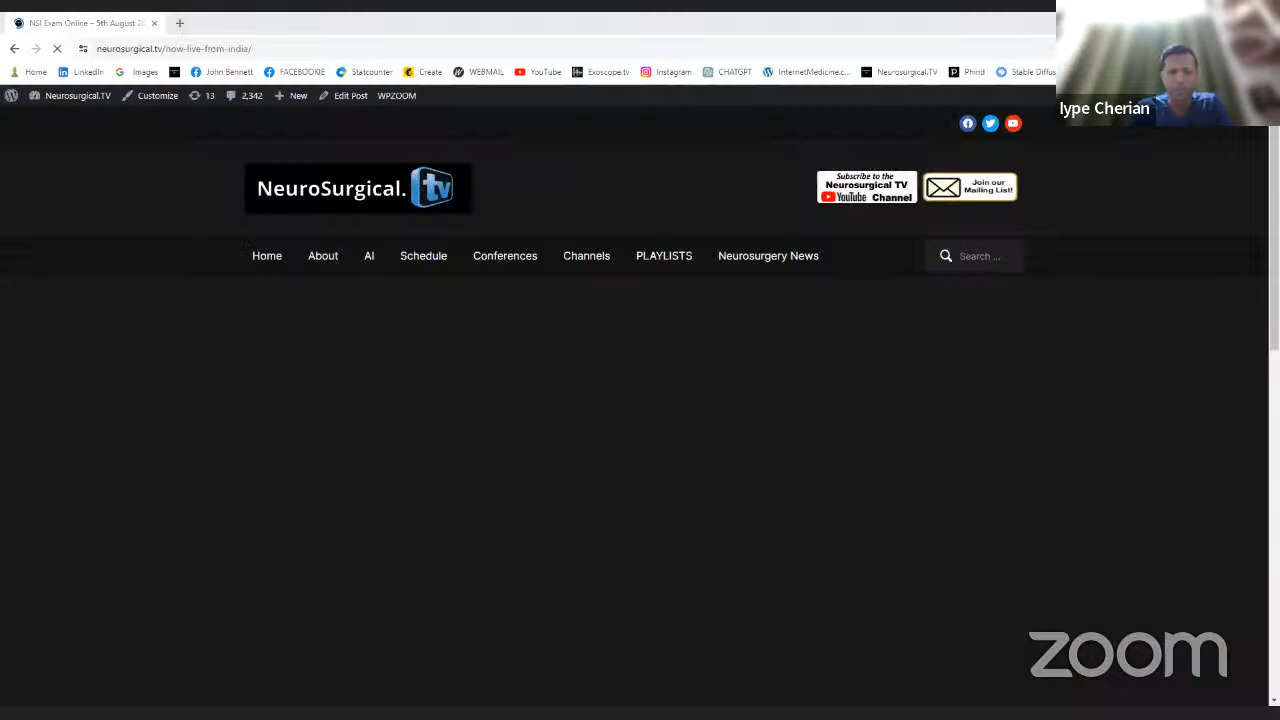 NSI Exam Online – 5th August 2
neurosurgical.tv/now-live-from-india/
Home LinkedIn Images John Bennett FACEBOOKIE Statcounter Create WEBMAIL YouTube Exoscope.tv Instagram CHATGPT InternetMedicine.c... Neurosurgical.TV Phind Stable Diffus
Neurosurgical.TV Customize 13 2,342 New Edit Post WPZOOM
Iype Cherian
NeuroSurgical.tv
Subscribe to the
Neurosurgical TV
YouTube Channel
Join our
Mailing List!
Home About AI Schedule Conferences Channels PLAYLISTS Neurosurgery News Search ...
zoom